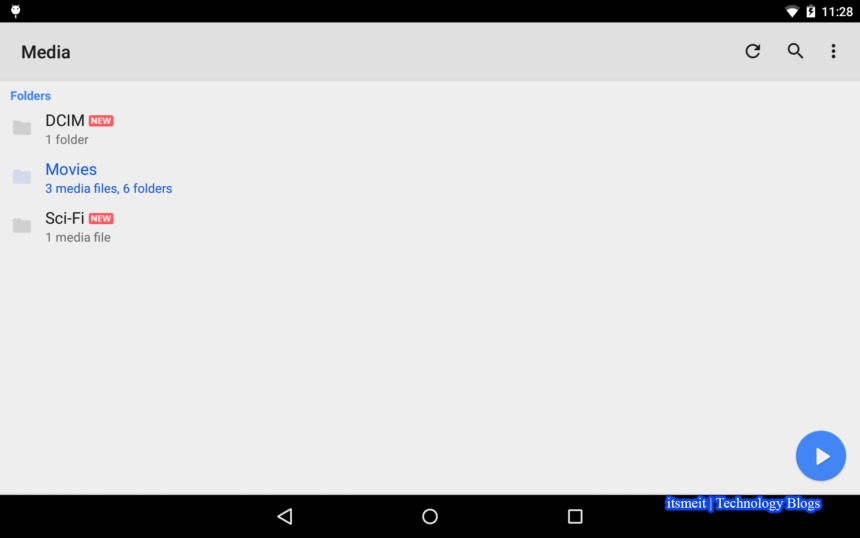 11:28
Media
Folders
DCIM NEW
1 folder
Movies
3 media files, 6 folders
Sci-Fi NEW
1 media file
itsmeit | Technology Blogs